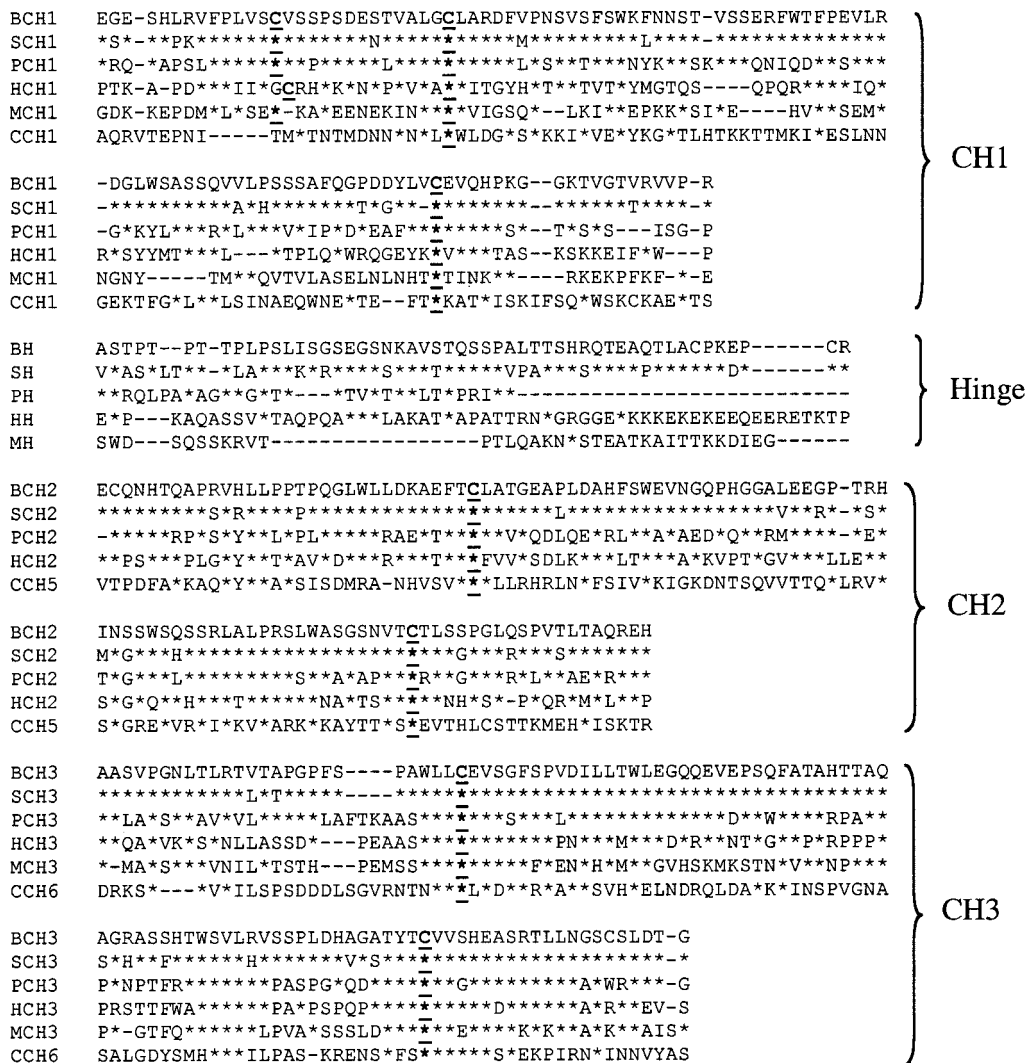 BCH1 EGE-SHLRVFPLVSCVSSPSDESTVALGCLARDFVPNSVSFSWKFNNST-VSSERFWTFPEVLR
SCH1 *S*-**PK***************N*************M*********L****-***************
PCH1 *RQ-*APSL*********P*****L*********L*S**T***NYK**SK***QNIQD**S***
HCH1 PTK-A-PD***II*GCRH*K*N*P*V*A*ITGYH*T**TVT*YMGTQS----QPQR****IQ*
MCH1 GDK-KEPDM*L*SE*-KA*EENEKIN****VIGSQ*--LKI**EPKK*SI*E----HV**SEM*
CCH1 AQRVTEPNI-----TM*TNTMDNN*N*L*WLDG*S*KKI*VE*YKG*TLHTKKTTMKI*ESLNN
BCH1 -DGLWSASSQVVLPSSSAFQGPDDYLVCEVQHPKG--GKTVGTVRVVP-R
SCH1 -**********A*H*******T*G**-*********--******T****-*
PCH1 -G*KYL***R*L***V*IP*D*EAF**********S--*T*S*S---ISG-P
HCH1 R*SYYMT***L---*TPLQ*WRQGEYK*V***TAS--KSKKEIF*W---P
MCH1 NGNY-----TM**QVTVLASELNLNHT*TINK**----RKEKPFKF-*-E
CCH1 GEKTFG*L**LSINAEQWNE*TE--FT*KAT*ISKIFSQ*WSKCKAE*TS
CH1
BH ASTPT--PT-TPLPSLISGSEGSNKAVSTQSSPALTTSHRQTEAQTLACPKEP------CR
SH V*AS*LT**-*LA***K*R****S***T*****VPA***S****P******D*------**
PH **RQLPA*AG**G*T*---*TV*T**LT*PRI**---------------------------
HH E*P---KAQASSV*TAQPQA***LAKAT*APATTRN*GRGGE*KKKEKEKEEQEERETKTP
MH SWD---SQSSKRVT-----------------PTLQAKN*STEATKAITTKKDIEG------
Hinge
BCH2 ECQNHTQAPRVHLLPPTPQGLWLLDKAEFTCLATGEAPLDAHFSWEVNGQPHGGALEEGP-TRH
SCH2 *********S*R****P********************L*****************V**R*-*S*
PCH2 -*****RP*S*Y**L*PL*****RAE*T*****V*QDLQE*RL**A*AED*Q**RM****-*E*
HCH2 **PS***PLG*Y**T*AV*D***R***T***FVV*SDLK***LT***A*KVPT*GV***LLE**
CCH5 VTPDFA*KAQ*Y**A*SISDMRA-NHVSV***LLRHRLN*FSIV*KIGKDNTSQVVTTQ*LRV*
BCH2 INSSWSQSSRLALPRSLWASGSNVTCTLSSPGLQSPVTLTAQREH
SCH2 M*G***H**********************G***R***S*******
PCH2 T*G***L*********S**A*AP***R**G***R*L**AE*R***
HCH2 S*G*Q**H***T******NA*TS*****NH*S*-P*QR*M*L**P
CCH5 S*GRE*VR*I*KV*ARK*KAYTT*S*EVTHLCSTTKMEH*ISKTR
CH2
BCH3 AASVPGNLTLRTVTAPGPFS----PAWLLCEVSGFSPVDILLTWLEGQQEVEPSQFATAHTTAQ
SCH3 ************L*T*****----****************************************
PCH3 **LA*S**AV*VL*****LAFTKAAS*******S***L*************D**W****RPA**
HCH3 **QA*VK*S*NLLASSD*---PEAAS***********PN***M***D*R**NT*G**P*RPPP*
MCH3 *-MA*S***VNIL*TSTH---PEMSS*********F*EN*H*M**GVHSKMKSTN*V**NP***
CCH6 DRKS*---*V*ILSPSDDDLSGVRNTN***L*D**R*A**SVH*ELNDRQLDA*K*INSPVGNA
BCH3 AGRASSHTWSVLRVSSPLDHAGATYTCVVSHEASRTLLNGSCSLDT-G
SCH3 S*H**F******H*******V*S***********************-*
PCH3 P*NPTFR********PASPG*QD*******G*********A*WR---G*
HCH3 PRSTTFWA******PA*PSPQP*********D******A*R**EV-S
MCH3 P*-GTFQ******LPVA*SSSLD******E****K*K**A*K**AIS*
CCH6 SALGDYSMH***ILPAS-KRENS*FS******S*EKPIRN*INNVYAS
CH3